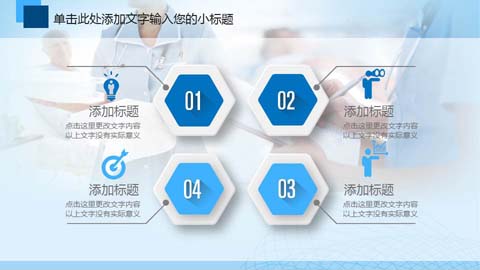 单击此处添加文字输入您的小标题
01
02
添加标题
点击这里更改文字内容
以上文字没有实际意义
添加标题
点击这里更改文字内容
以上文字没有实际意义
04
03
添加标题
点击这里更改文字内容
以上文字没有实际意义
添加标题
点击这里更改文字内容
以上文字没有实际意义